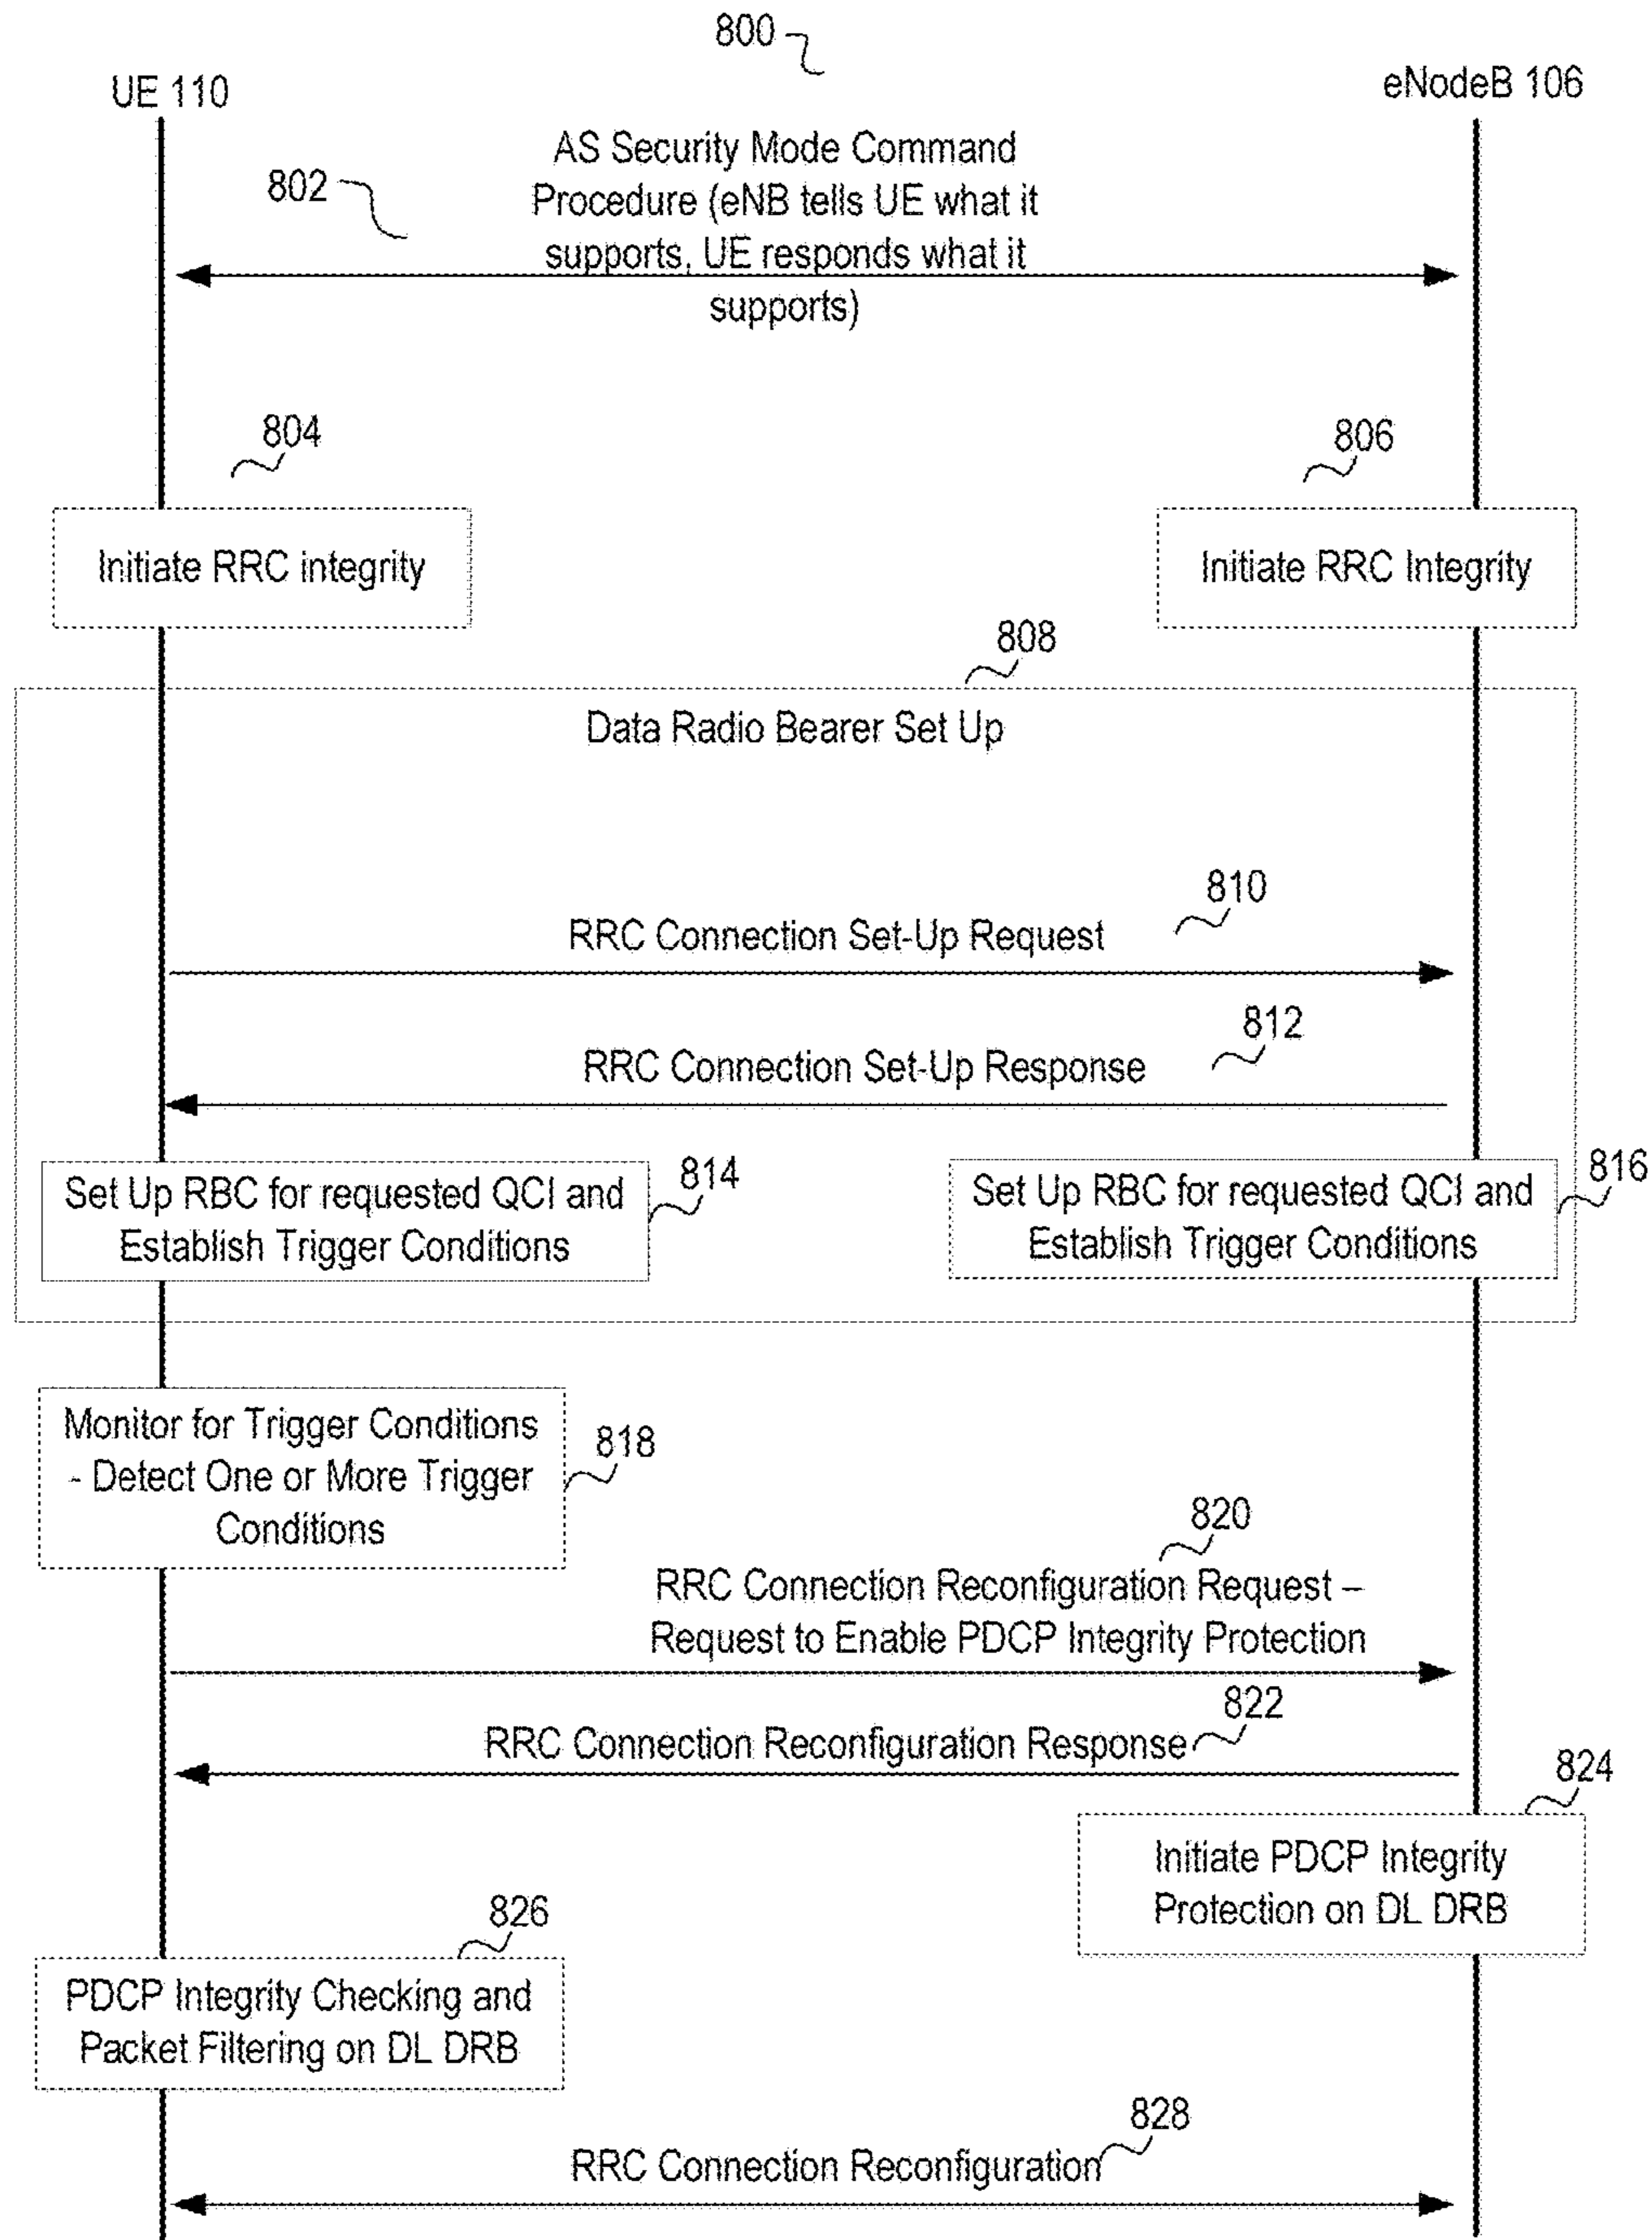 800
UE 110
eNodeB 106
AS Security Mode Command
802
Procedure (eNB tells UE what it
supports, UE responds what it
supports)
804
806
Initiate RRC integrity
Initiate RRC Integrity
808
Data Radio Bearer Set Up
810
RRC Connection Set-Up Request
812
RRC Connection Set-Up Response
Set Up RBC for requested QCI and
Establish Trigger Conditions
814
Set Up RBC for requested QCI and
Establish Trigger Conditions
816
Monitor for Trigger Conditions
- Detect One or More Trigger
Conditions
818
820
RRC Connection Reconfiguration Request –
Request to Enable PDCP Integrity Protection
822
RRC Connection Reconfiguration Response
824
Initiate PDCP Integrity
Protection on DL DRB
826
PDCP Integrity Checking and
Packet Filtering on DL DRB
828
RRC Connection Reconfiguration